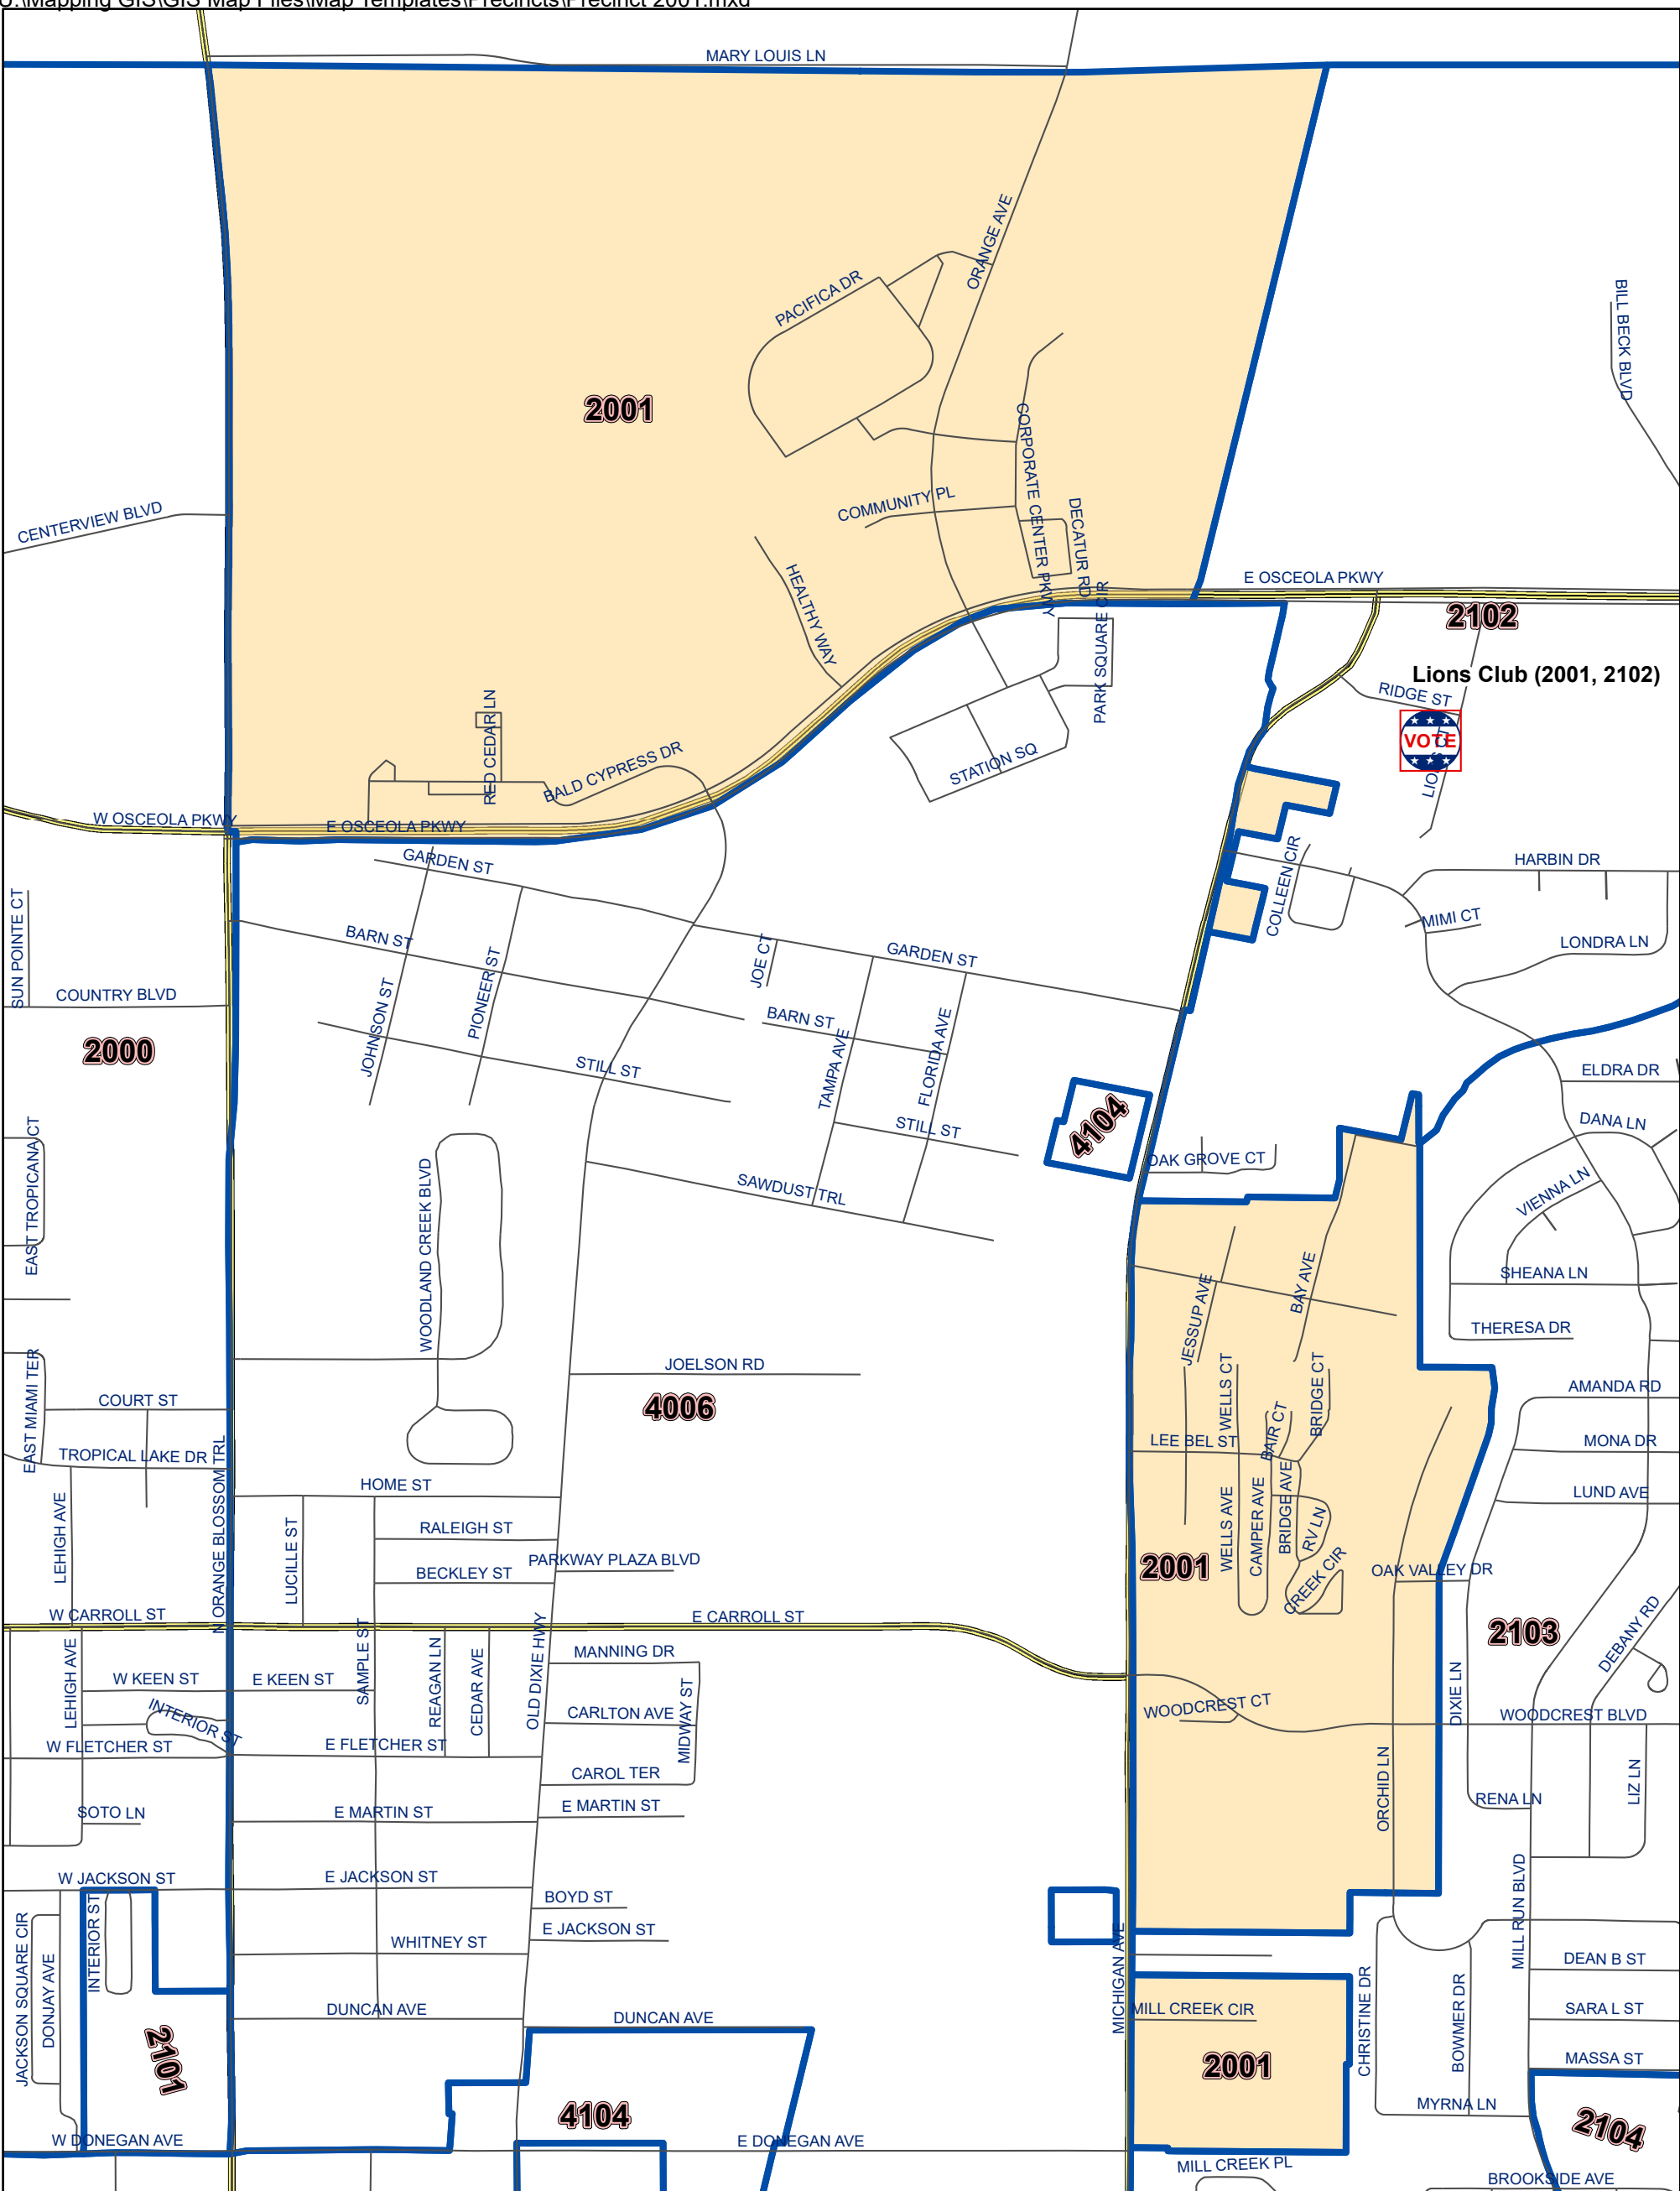 U:\Mapping GIS\GIS Map Files\Map Templates\Precincts\Precinct 2001.mxd
MARY LOUIS LN
ORANGE AVE
PACIFICA DR
BILL BECK BLVD
2001
CORPORATE CENTER PKWY
COMMUNITY PL
DECATUR RD
CENTERVIEW BLVD
HEALTHY WAY
E OSCEOLA PKWY
2102
PARK SQUARE CIR
Lions Club (2001, 2102)
RIDGE ST
VOTE
RED CEDAR LN
BALD CYPRESS DR
STATION SQ
W OSCEOLA PKWY
E OSCEOLA PKWY
GARDEN ST
COLLEEN CIR
HARBIN DR
SUN POINTE CT
BARN ST
PIONEER ST
JOE CT
GARDEN ST
MIMI CT
LONDRA LN
COUNTRY BLVD
JOHNSON ST
BARN ST
TAMPA AVE
FLORIDA AVE
2000
STILL ST
ELDRA DR
4104
STILL ST
DANA LN
EAST TROPICANA CT
WOODLAND CREEK BLVD
OAK GROVE CT
SAWDUST TRL
VIENNA LN
BAY AVE
SHEANA LN
JESSUP AVE
THERESA DR
EAST MIAMI TER
JOELSON RD
WELLS CT
BRIDGE CT
AMANDA RD
COURT ST
4006
BAIR CT
LEE BEL ST
MONA DR
TROPICAL LAKE DR
N ORANGE BLOSSOM TRL
HOME ST
LUND AVE
LEHIGH AVE
LUCILLE ST
RALEIGH ST
WELLS AVE
CAMPER AVE
BRIDGE AVE
RV LN
PARKWAY PLAZA BLVD
BECKLEY ST
2001
CREEK CIR
OAK VALLEY DR
W CARROLL ST
E CARROLL ST
2103
DEBANY RD
LEHIGH AVE
SAMPLE ST
REAGAN LN
CEDAR AVE
OLD DIXIE HWY
MANNING DR
W KEEN ST
E KEEN ST
MIDWAY ST
DIXIE LN
INTERIOR ST
CARLTON AVE
WOODCREST CT
WOODCREST BLVD
W FLETCHER ST
E FLETCHER ST
CAROL TER
ORCHID LN
LIZ LN
SOTO LN
E MARTIN ST
E MARTIN ST
RENA LN
W JACKSON ST
E JACKSON ST
BOYD ST
MILL RUN BLVD
INTERIOR ST
JACKSON SQUARE CIR
DONJAY AVE
WHITNEY ST
E JACKSON ST
MICHIGAN AVE
DEAN B ST
CHRISTINE DR
BOWMER DR
DUNCAN AVE
DUNCAN AVE
MILL CREEK CIR
SARA L ST
2101
2001
MASSA ST
4104
MYRNA LN
2104
W DONEGAN AVE
E DONEGAN AVE
MILL CREEK PL
BROOKSIDE AVE